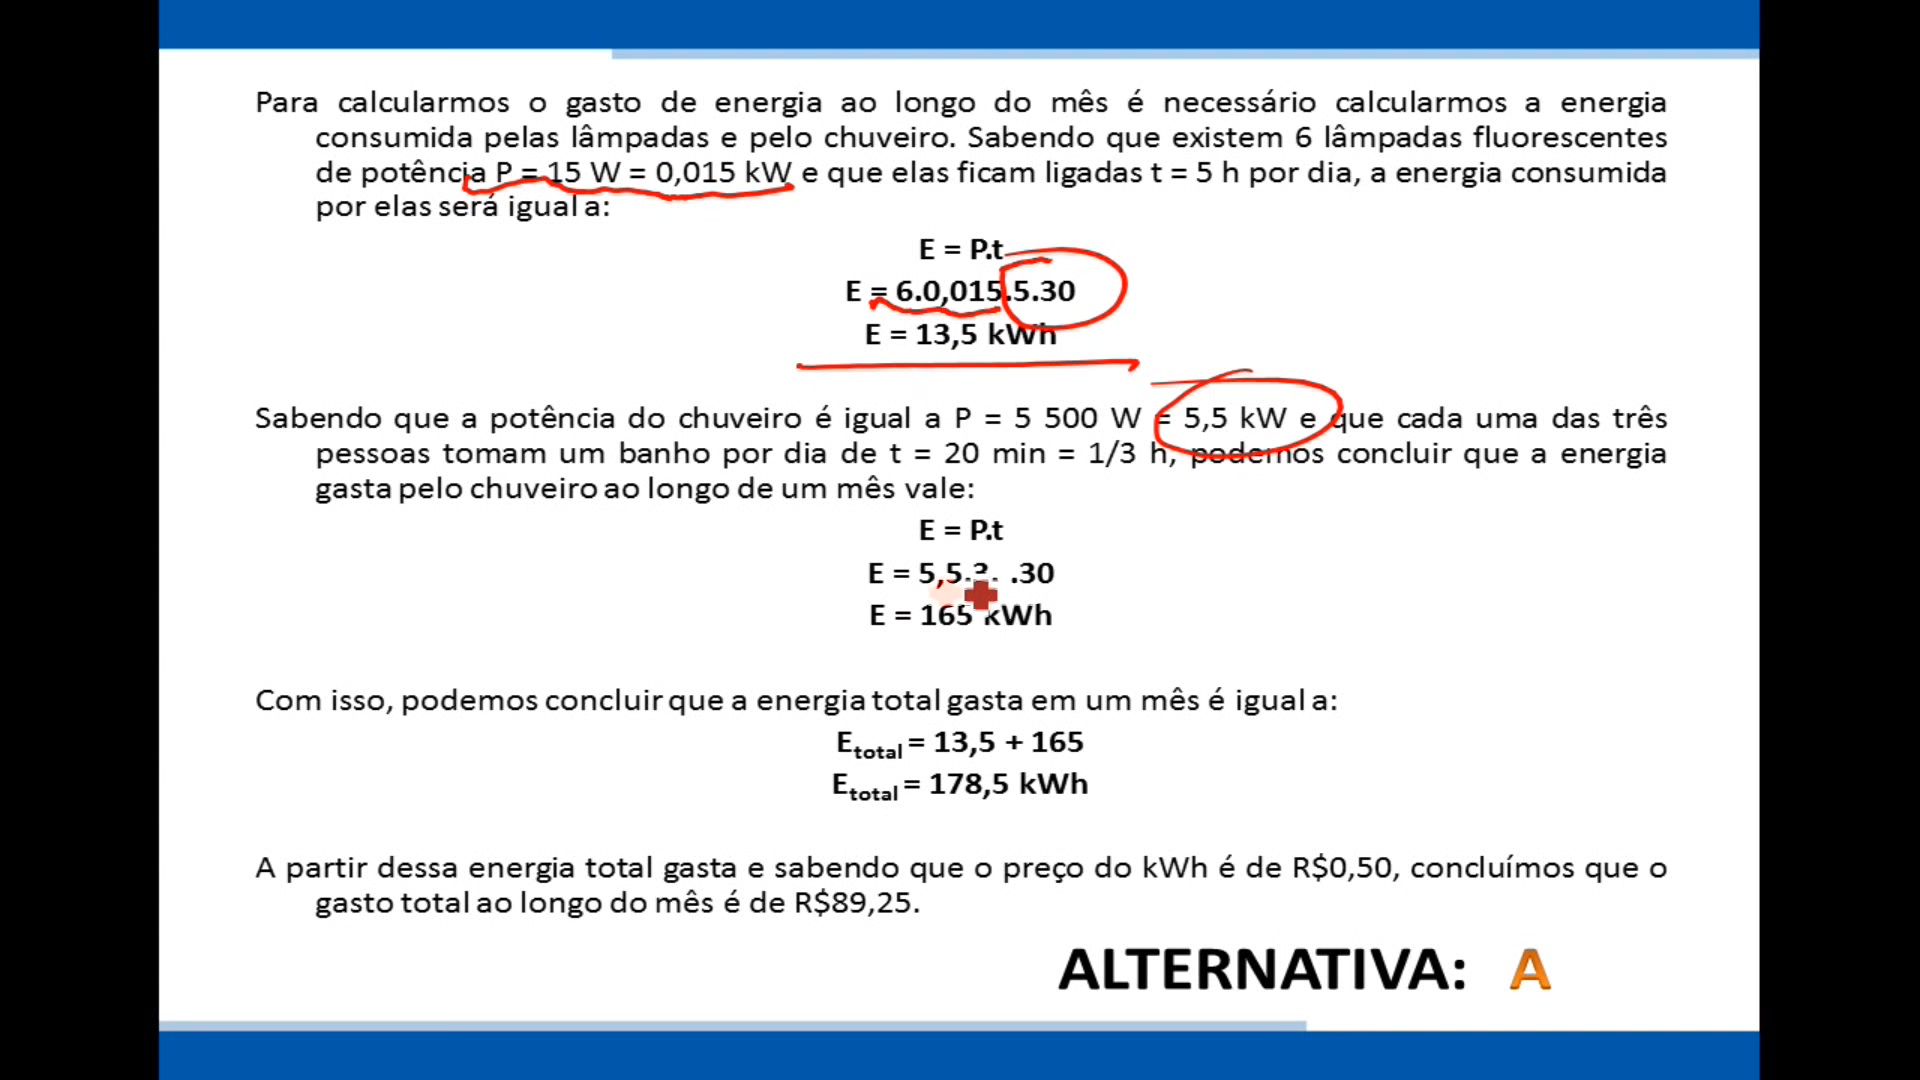 Para calcularmos o gasto de energia ao longo do mês é necessário calcularmos a energia
consumida pelas lâmpadas e pelo chuveiro. Sabendo que existem 6 lâmpadas fluorescentes
de potência P = 15 W = 0,015 kW e que elas ficam ligadas t = 5 h por dia, a energia consumida
por elas será igual a:
E = P.t
E = 6.0,015.5.30
E = 13,5 kWh
Sabendo que a potência do chuveiro é igual a P = 5 500 W = 5,5 kW e que cada uma das três
pessoas tomam um banho por dia de t = 20 min = 1/3 h, podemos concluir que a energia
gasta pelo chuveiro ao longo de um mês vale:
E = P.t
E = 5,5.3. .30
E = 165 kWh
Com isso, podemos concluir que a energia total gasta em um mês é igual a:
Etotal = 13,5 + 165
Etotal = 178,5 kWh
A partir dessa energia total gasta e sabendo que o preço do kWh é de R$0,50, concluímos que o
gasto total ao longo do mês é de R$89,25.
ALTERNATIVA: A